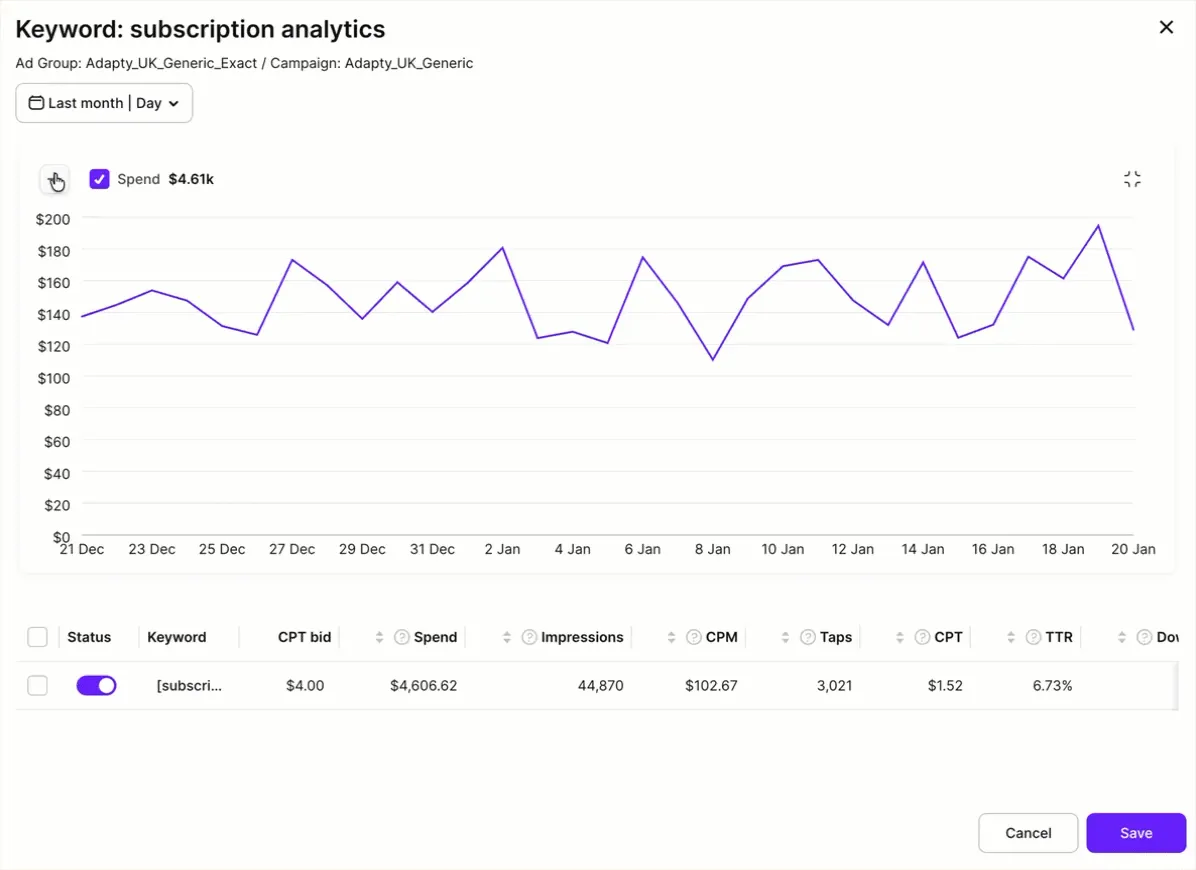 Keyword: subscription analytics
Ad Group: Adapty_UK_Generic_Exact / Campaign: Adapty_UK_Generic
Last month | Day
Spend $4.61k
$200
$180
$160
$140
$120
$100
$80
$60
$40
$20
$0
21 Dec 23 Dec 25 Dec 27 Dec 29 Dec 31 Dec 2 Jan 4 Jan 6 Jan 8 Jan 10 Jan 12 Jan 14 Jan 16 Jan 18 Jan 20 Jan
Status Keyword CPT bid ? Spend ? Impressions ? CPM ? Taps ? CPT ? TTR ? Dov
[subscri... $4.00 $4,606.62 44,870 $102.67 3,021 $1.52 6.73%
Cancel Save